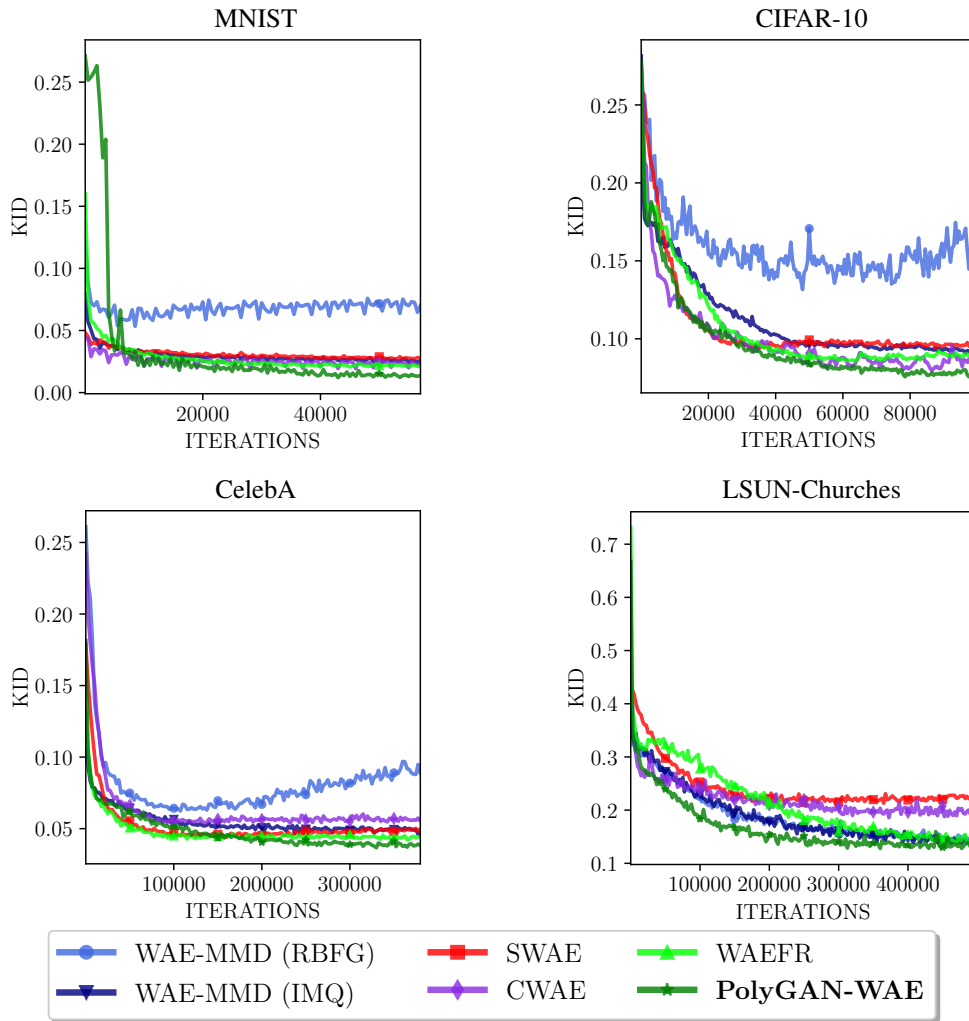 MNIST
0.25
0.20
0.15
0.10
0.05
0.00
KID
20000 40000
ITERATIONS
CIFAR-10
0.25
0.20
0.15
0.10
KID
20000 40000 60000 80000
ITERATIONS
CelebA
0.25
0.20
0.15
0.10
0.05
KID
100000 200000 300000
ITERATIONS
LSUN-Churches
0.7
0.6
0.5
0.4
0.3
0.2
0.1
KID
100000 200000 300000 400000
ITERATIONS
WAE-MMD (RBFG)
WAE-MMD (IMQ)
SWAE
CWAE
WAEFR
PolyGAN-WAE